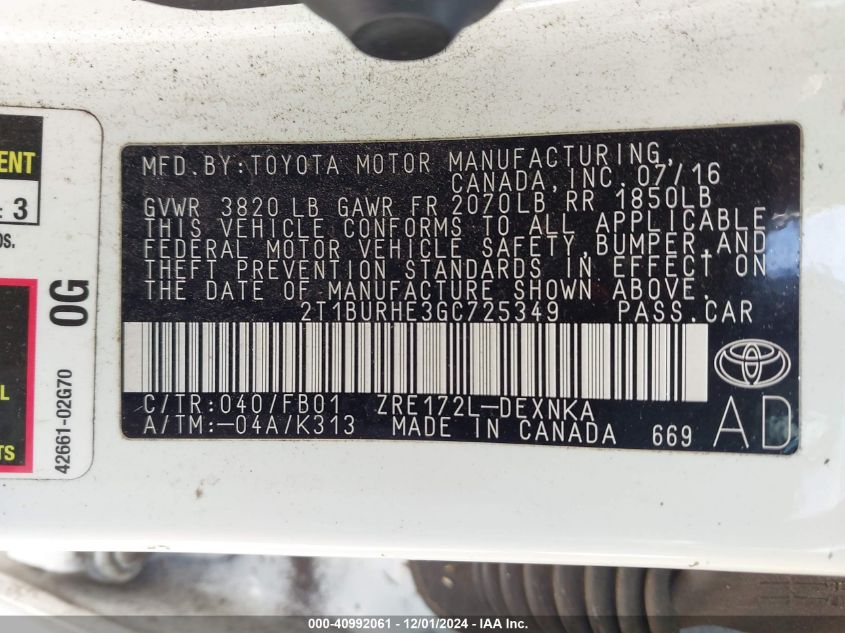 MFD.BY:TOYOTA MOTOR MANUFACTURING,
CANADA,INC. 07/16
GVWR 3820 LB GAWR FR 2070LB RR 1850LB
THIS VEHICLE CONFORMS TO ALL APPLICABLE
FEDERAL MOTOR VEHICLE SAFETY, BUMPER,AND
THEFT PREVENTION STANDARDS IN EFFECT ON
THE DATE OF MANUFACTURE SHOWN ABOVE.
2T1BURHE3GC725349 PASS.CAR
C/TR:040/FB01 ZRE172L-DEXNKA
A/TM:-04A/K313 MADE IN CANADA 669
AD
ENT
: 3
OS.
0G
42661-02G70
L
TS
000-40992061 - 12/01/2024 - IAA Inc.